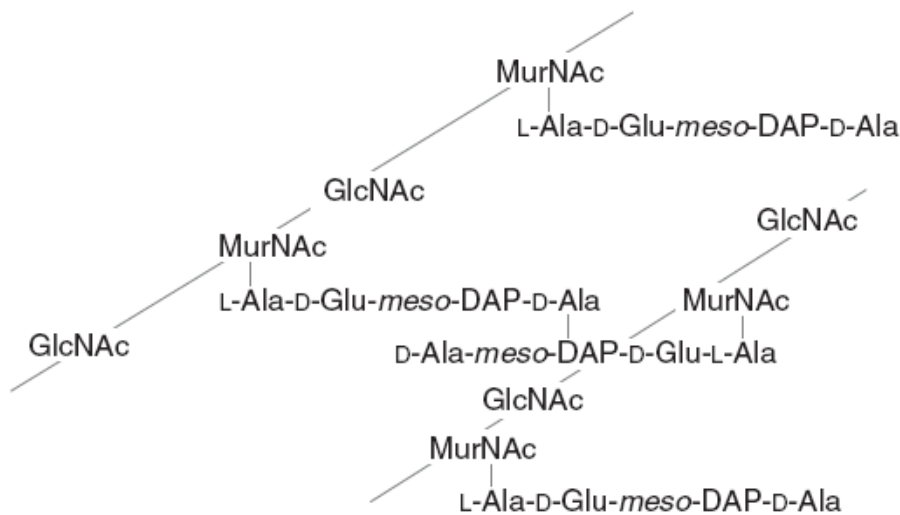 MurNAc
L-Ala-D-Glu-meso-DAP-D-Ala
GlcNAc
GlcNAc
MurNAc
L-Ala-D-Glu-meso-DAP-D-Ala
MurNAc
GlcNAc
D-Ala-meso-DAP-D-Glu-L-Ala
GlcNAc
MurNAc
L-Ala-D-Glu-meso-DAP-D-Ala